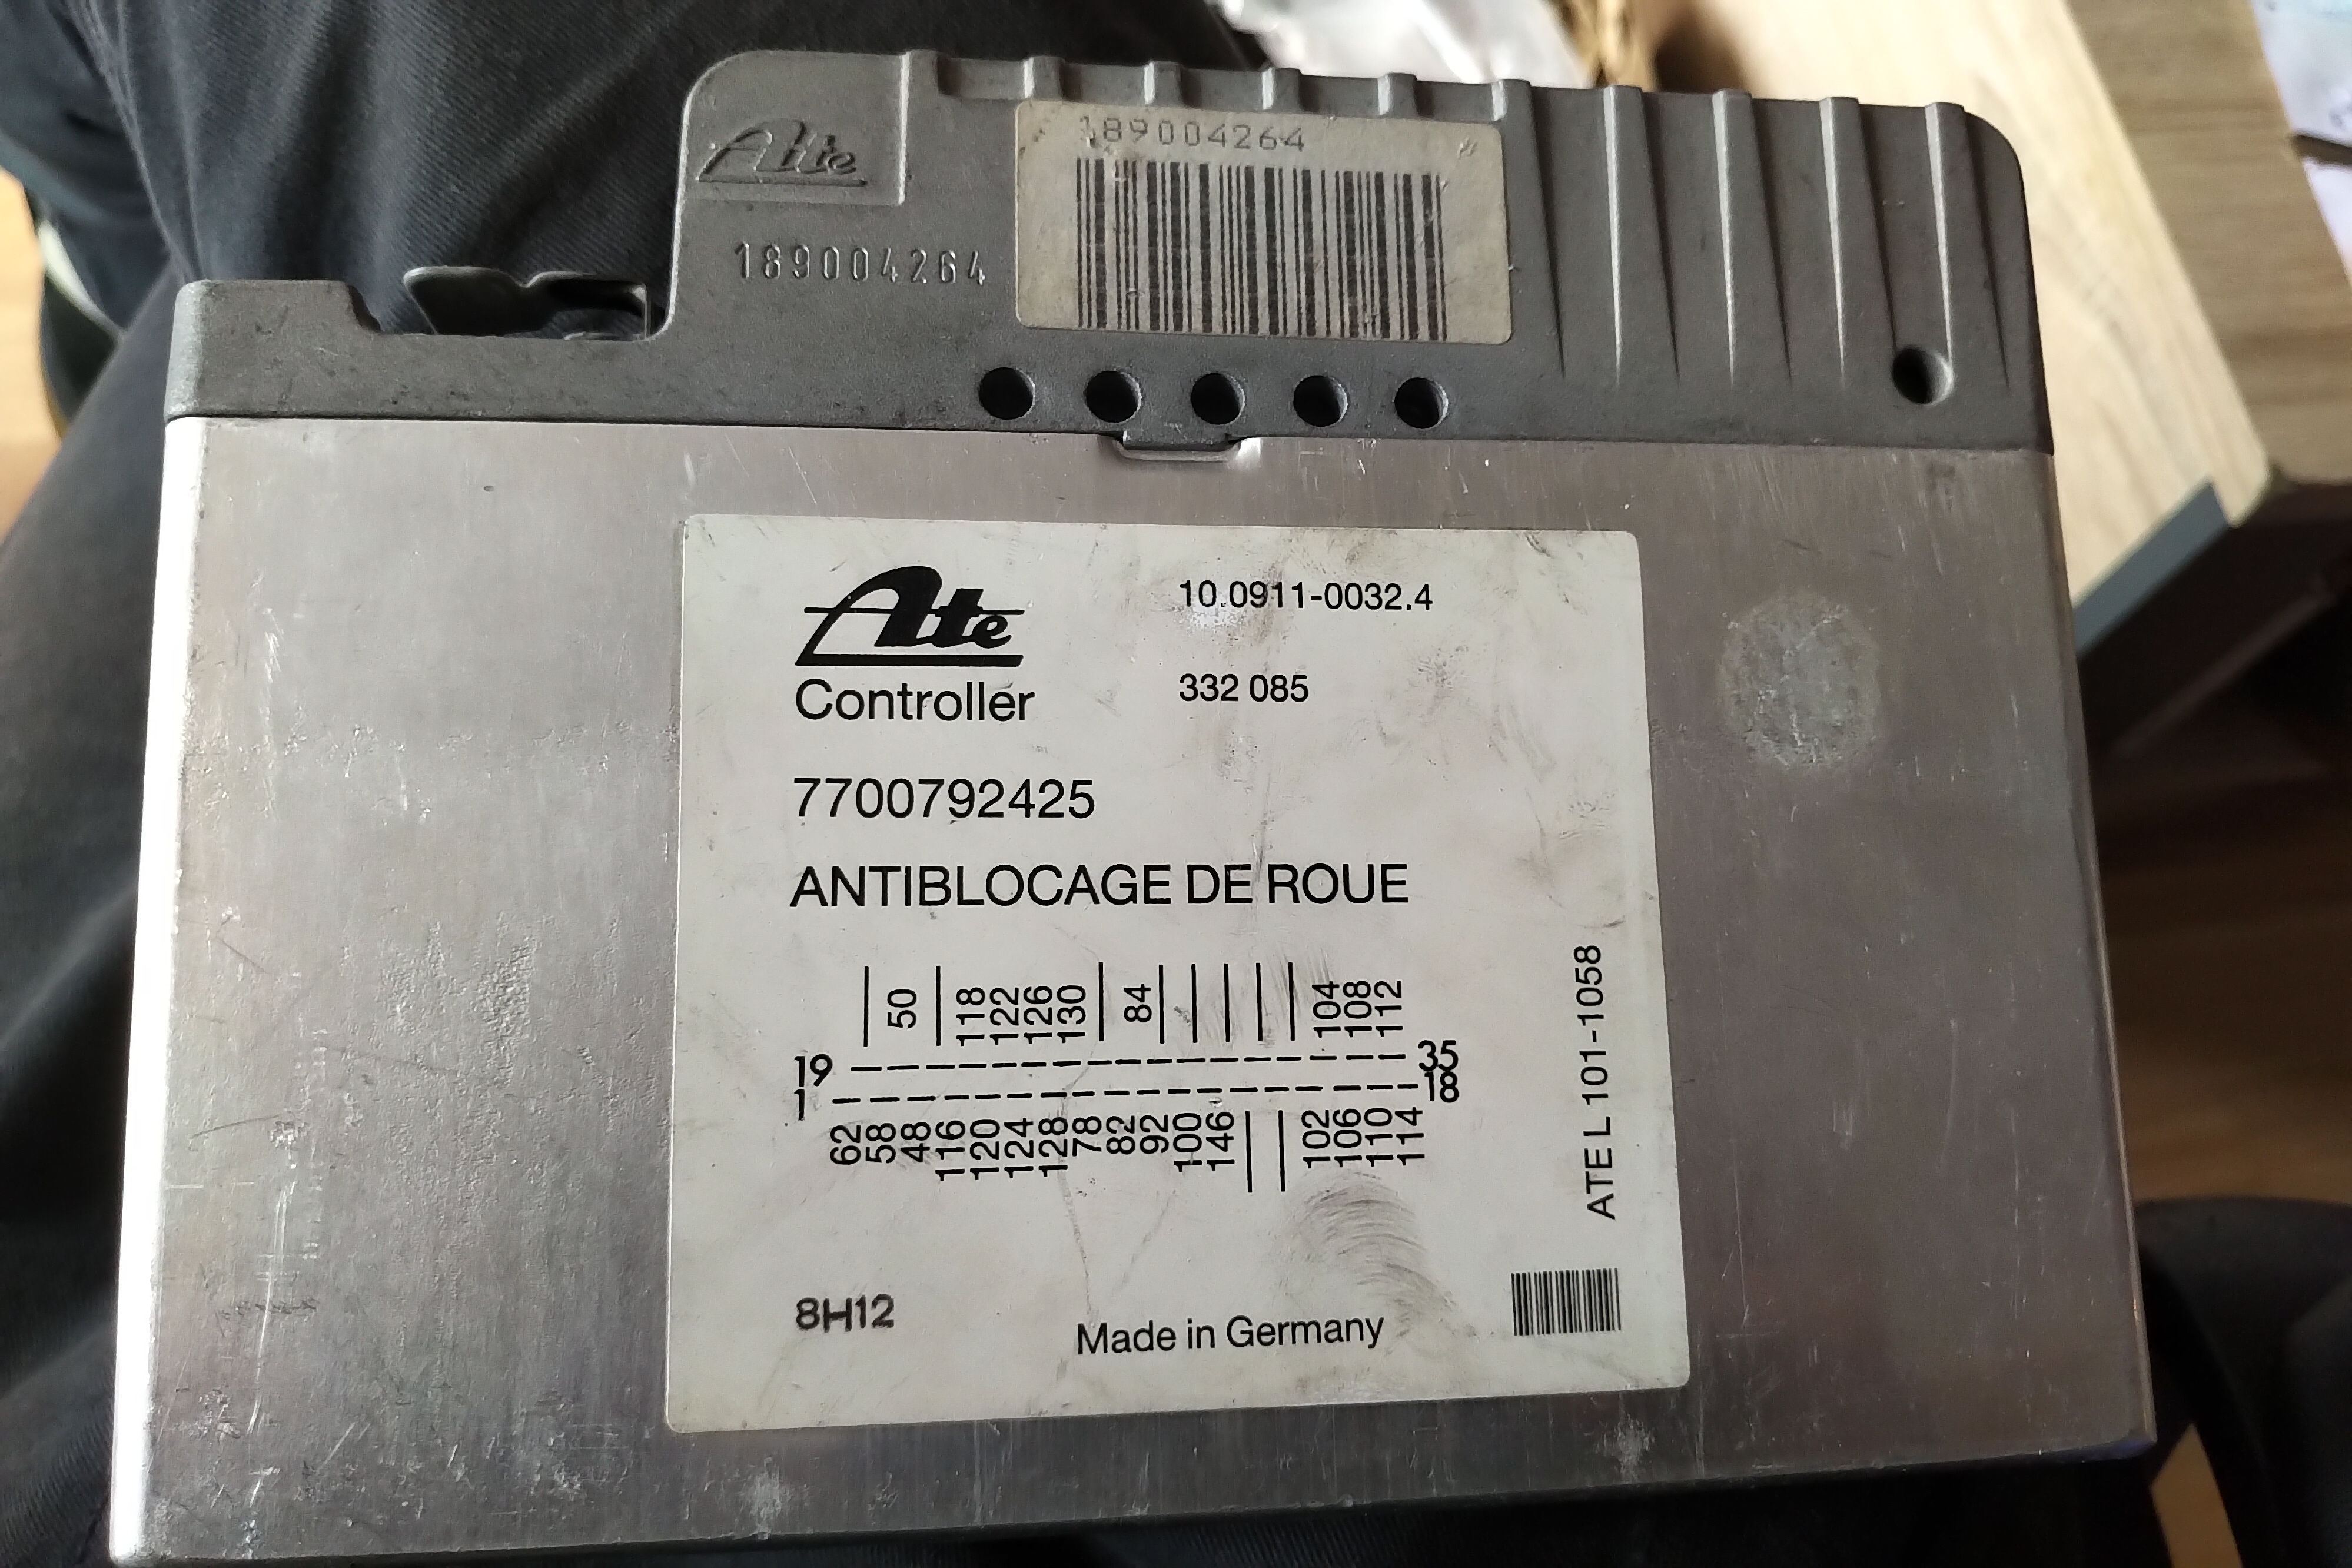 Ate
189004264
189004264
Ate
10.0911-0032.4
Controller
332 085
7700792425
ANTIBLOCAGE DE ROUE
50 118 122 126 130 84 104 108 112
19 35
1 18
62 58 48 116 120 124 128 78 82 92 100 146 102 106 110 114
ATE L 101-1058
8H12
Made in Germany